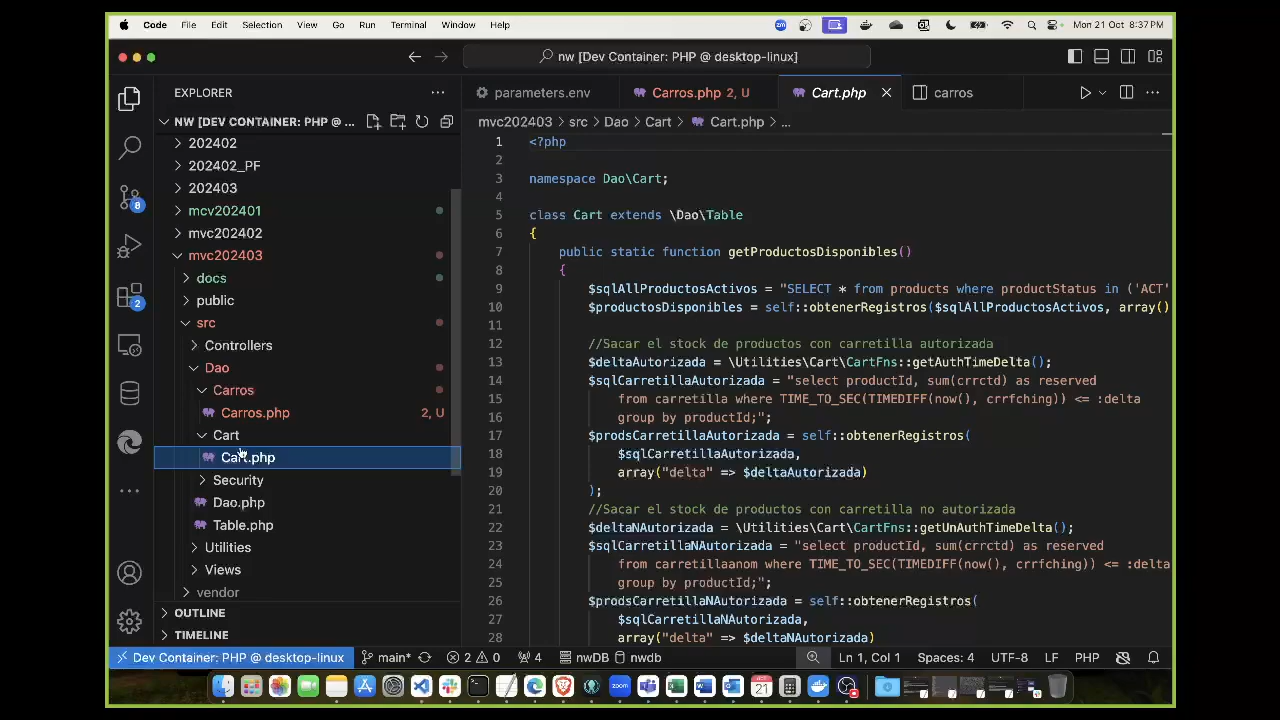 Code File Edit Selection View Go Run Terminal Window Help
zm
Mon 21 Oct 8:37 PM
nw [Dev Container: PHP @ desktop-linux]
EXPLORER
parameters.env
Carros.php 2, U
Cart.php
carros
NW [DEV CONTAINER: PHP @ ...
mvc202403 > src > Dao > Cart > Cart.php > ...
202402
202402_PF
202403
mcv202401
mvc202402
mvc202403
docs
public
src
Controllers
Dao
Carros
Carros.php 2, U
Cart
Cart.php
Security
Dao.php
Table.php
Utilities
Views
vendor
OUTLINE
TIMELINE
8
2
1 <?php
2
3 namespace Dao\Cart;
4
5 class Cart extends \Dao\Table
6 {
7 public static function getProductosDisponibles()
8 {
9 $sqlAllProductosActivos = "SELECT * from products where productStatus in ('ACT'
10 $productosDisponibles = self::obtenerRegistros($sqlAllProductosActivos, array()
11
12 //Sacar el stock de productos con carretilla autorizada
13 $deltaAutorizada = \Utilities\Cart\CartFns::getAuthTimeDelta();
14 $sqlCarretillaAutorizada = "select productId, sum(crrctd) as reserved
15 from carretilla where TIME_TO_SEC(TIMEDIFF(now(), crrfching)) <= :delta
16 group by productId;";
17 $prodsCarretillaAutorizada = self::obtenerRegistros(
18 $sqlCarretillaAutorizada,
19 array("delta" => $deltaAutorizada)
20 );
21 //Sacar el stock de productos con carretilla no autorizada
22 $deltaNAutorizada = \Utilities\Cart\CartFns::getUnAuthTimeDelta();
23 $sqlCarretillaNAutorizada = "select productId, sum(crrctd) as reserved
24 from carretillaanom where TIME_TO_SEC(TIMEDIFF(now(), crrfching)) <= :delta
25 group by productId;";
26 $prodsCarretillaNAutorizada = self::obtenerRegistros(
27 $sqlCarretillaNAutorizada,
28 array("delta" => $deltaNAutorizada)
Dev Container: PHP @ desktop-linux main* 2 0 4 nwDB nwdb Ln 1, Col 1 Spaces: 4 UTF-8 LF PHP
zoom
21